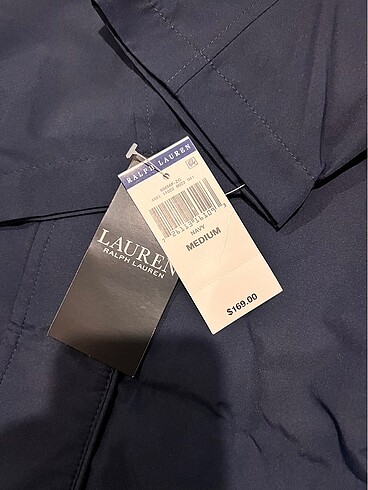 RALPH LAUREN
NAVY
MEDIUM
$169.00
LAUREN
RALPH LAUREN